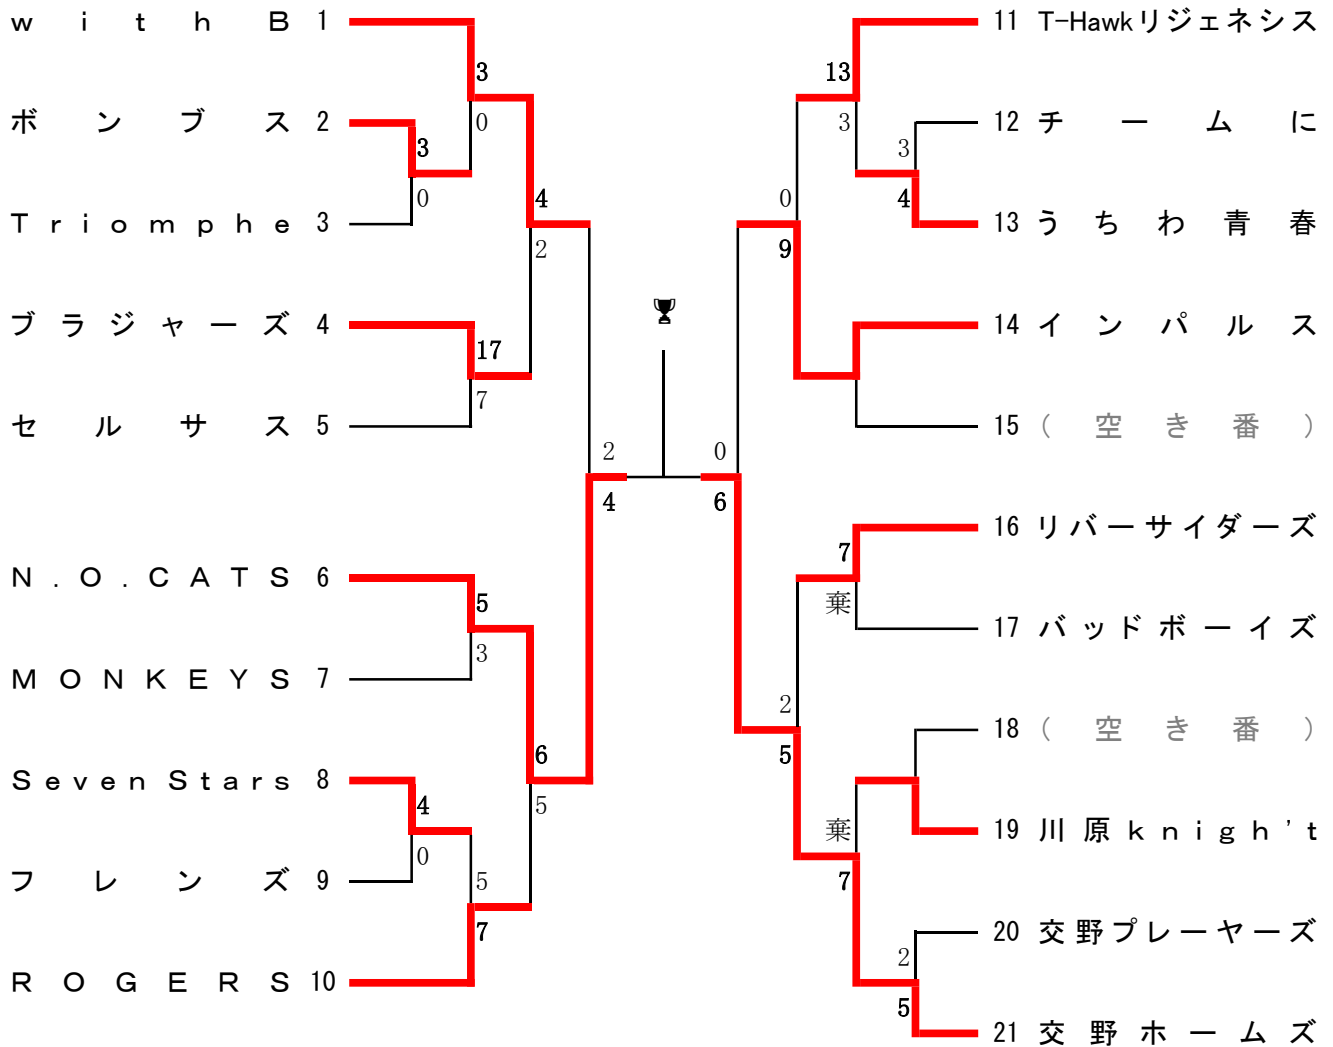 withB 1
3
0
ボンブス 2
3
0
Triomphe 3
4
2
ブラジャーズ 4
17
7
セルサス 5
2
4
N.O.CATS 6
5
3
MONKEYS 7
6
5
Seven Stars 8
4
0
フレンズ 9
5
7
ROGERS 10
11 T-Hawkリジェネシス
13
3
12 チームに
3
4
13 うちわ青春
0
9
14 インパルス
15 (空き番)
0
6
16 リバーサイダーズ
7
棄
17 バッドボーイズ
2
5
18 (空き番)
棄
7
19 川原knigh't
20 交野プレーヤーズ
2
5
21 交野ホームズ